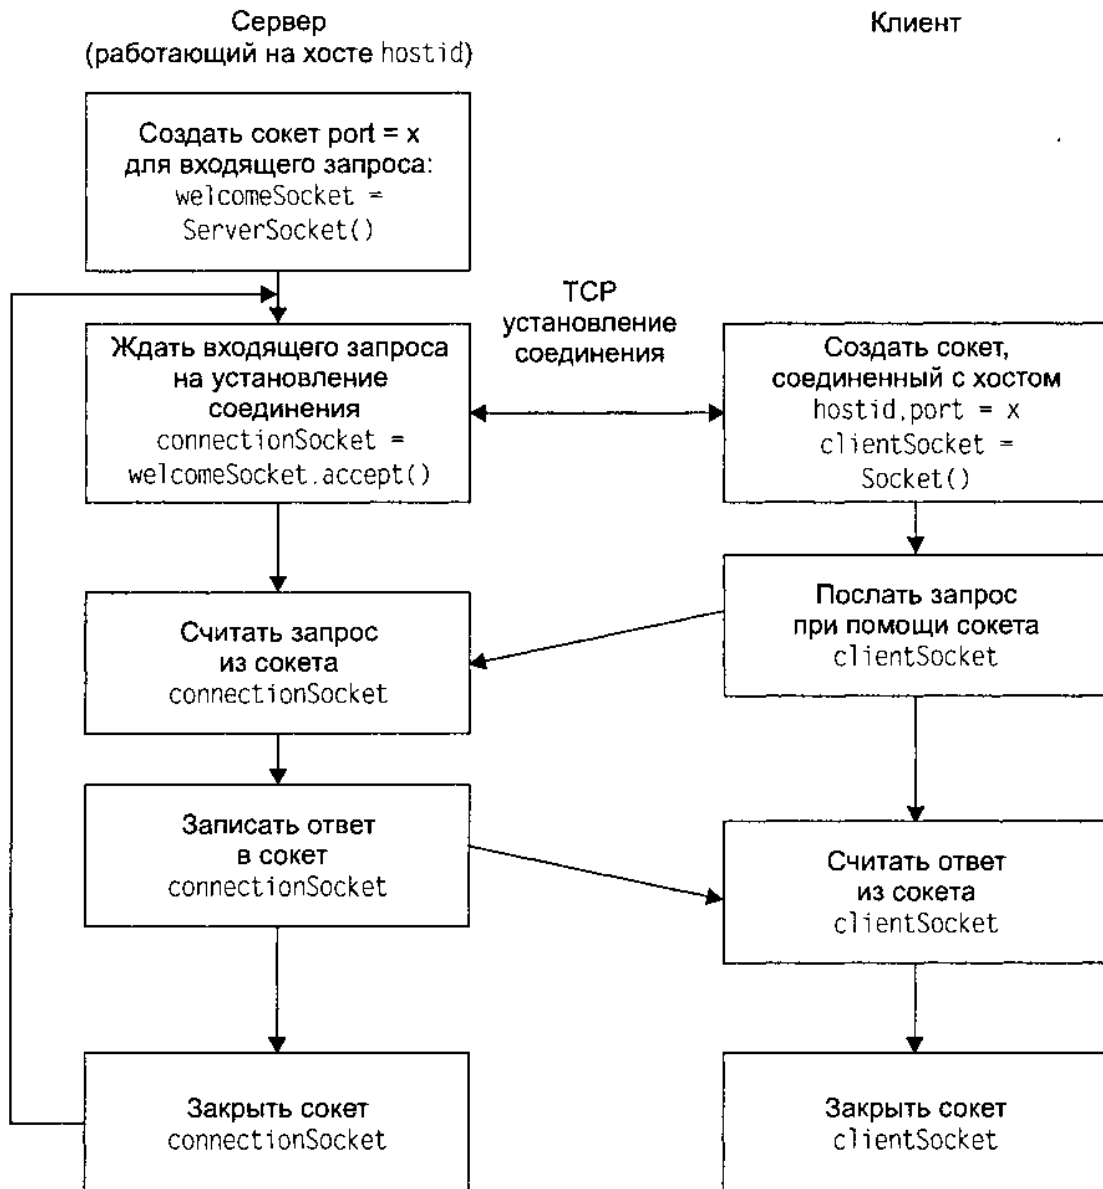 Сервер
(работающий на хосте hostid)
Клиент
Создать сокет port = x
для входящего запроса:
welcomeSocket =
ServerSocket()
TCP
установление
соединения
Ждать входящего запроса
на установление
соединения
connectionSocket =
welcomeSocket.accept()
Создать сокет,
соединенный с хостом
hostid,port = x
clientSocket =
Socket()
Послать запрос
при помощи сокета
clientSocket
Считать запрос
из сокета
connectionSocket
Записать ответ
в сокет
connectionSocket
Считать ответ
из сокета
clientSocket
Закрыть сокет
connectionSocket
Закрыть сокет
clientSocket